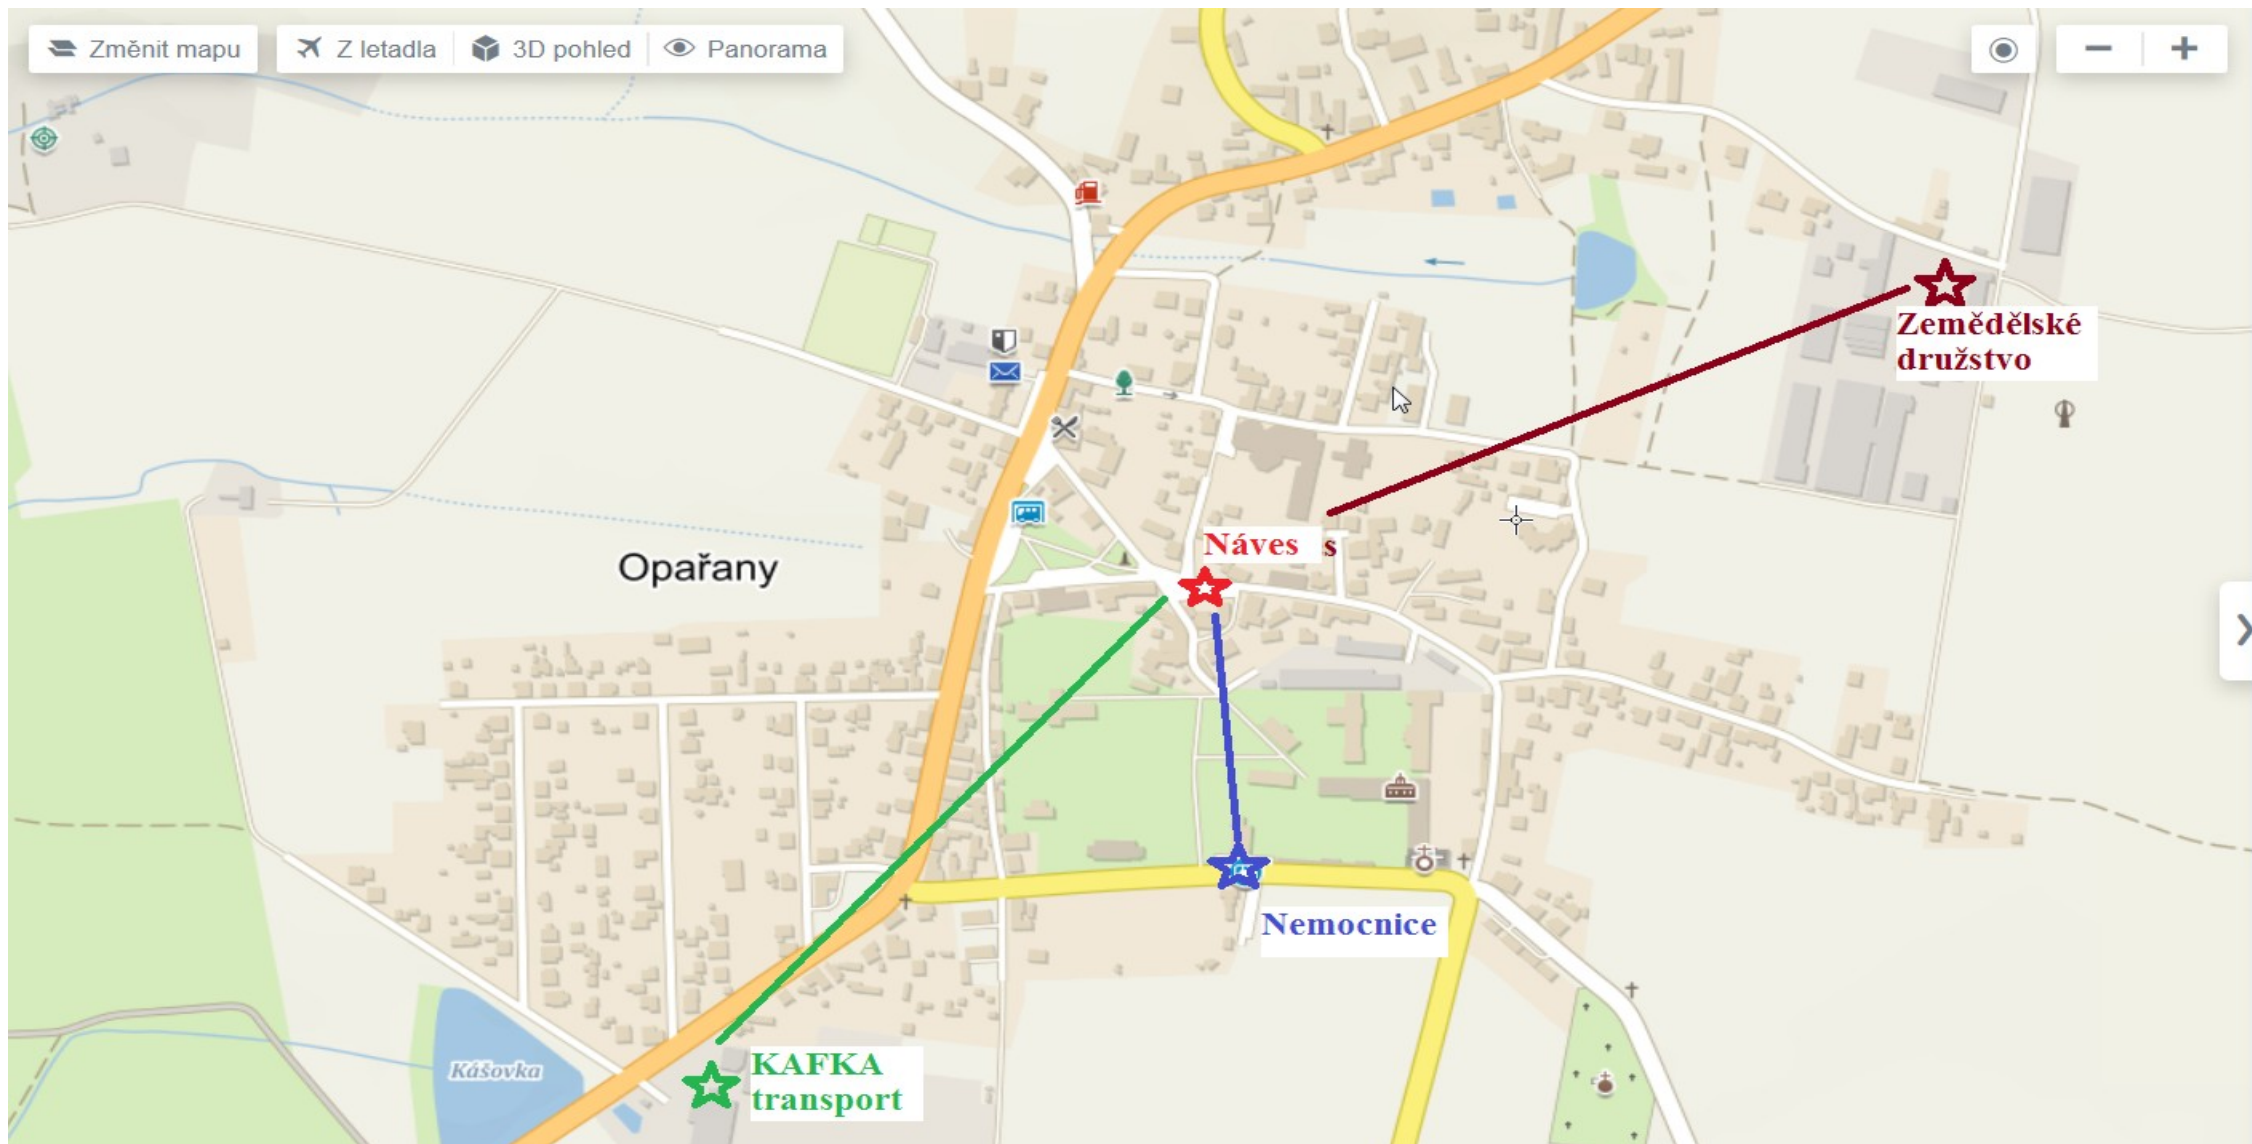 Změnit mapu
Z letadla
3D pohled
Panorama
Zemědělské
družstvo
Náves s
Opařany
Nemocnice
Kášovka
KAFKA
transport